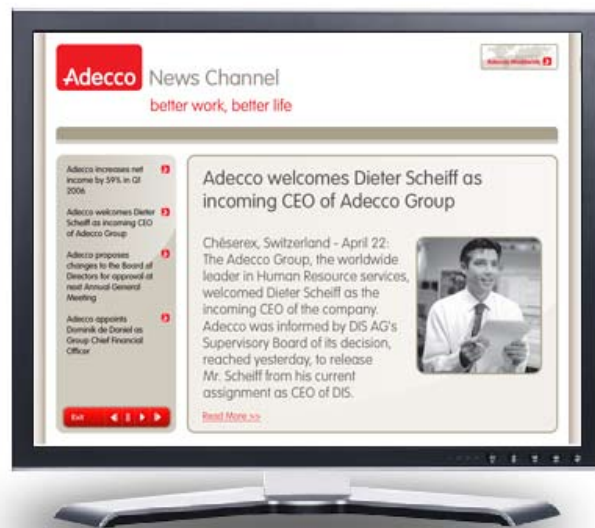 Adecco News Channel
better work, better life
Adecco Worldwide
Adecco increases net
income by 59% in Q1
2006
Adecco welcomes Dieter
Scheiff as incoming CEO
of Adecco Group
Adecco proposes
changes to the Board of
Directors for approval at
next Annual General
Meeting
Adecco appoints
Dominik de Daniel as
Group Chief Financial
Officer
Exit
Adecco welcomes Dieter Scheiff as
incoming CEO of Adecco Group
Chéserex, Switzerland - April 22:
The Adecco Group, the worldwide
leader in Human Resource services,
welcomed Dieter Scheiff as the
incoming CEO of the company.
Adecco was informed by DIS AG's
Supervisory Board of its decision,
reached yesterday, to release
Mr. Scheiff from his current
assignment as CEO of DIS.
Read More >>